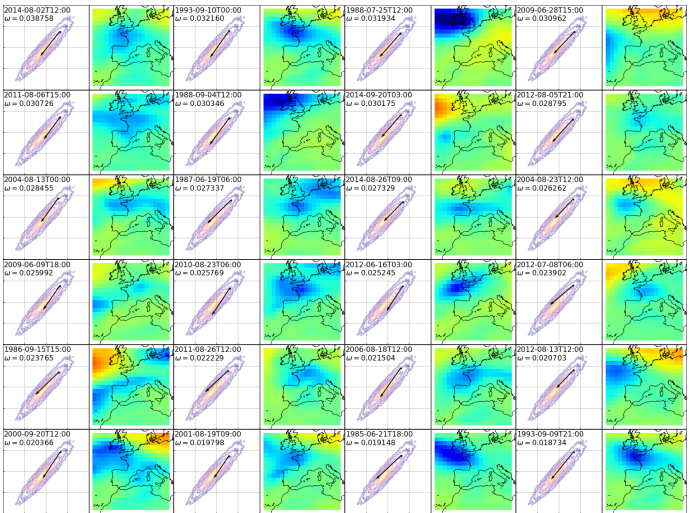 2014-08-02T12:00
ω = 0.038758
1993-09-10T00:00
ω = 0.032160
1988-07-25T12:00
ω = 0.031934
2009-06-28T15:00
ω = 0.030962
2011-08-06T15:00
ω = 0.030726
1988-09-04T12:00
ω = 0.030346
2014-09-20T03:00
ω = 0.030175
2012-08-05T21:00
ω = 0.028795
2004-08-13T00:00
ω = 0.028455
1987-06-19T06:00
ω = 0.027337
2014-08-26T09:00
ω = 0.027329
2004-08-23T12:00
ω = 0.026262
2009-06-09T18:00
ω = 0.025992
2010-08-23T06:00
ω = 0.025769
2012-06-16T03:00
ω = 0.025245
2012-07-08T06:00
ω = 0.023902
1986-09-15T15:00
ω = 0.023765
2011-08-26T12:00
ω = 0.022229
2006-08-18T12:00
ω = 0.021504
2012-08-13T12:00
ω = 0.020703
2000-09-20T12:00
ω = 0.020366
2001-08-19T09:00
ω = 0.019798
1985-06-21T18:00
ω = 0.019148
1993-09-09T21:00
ω = 0.018734